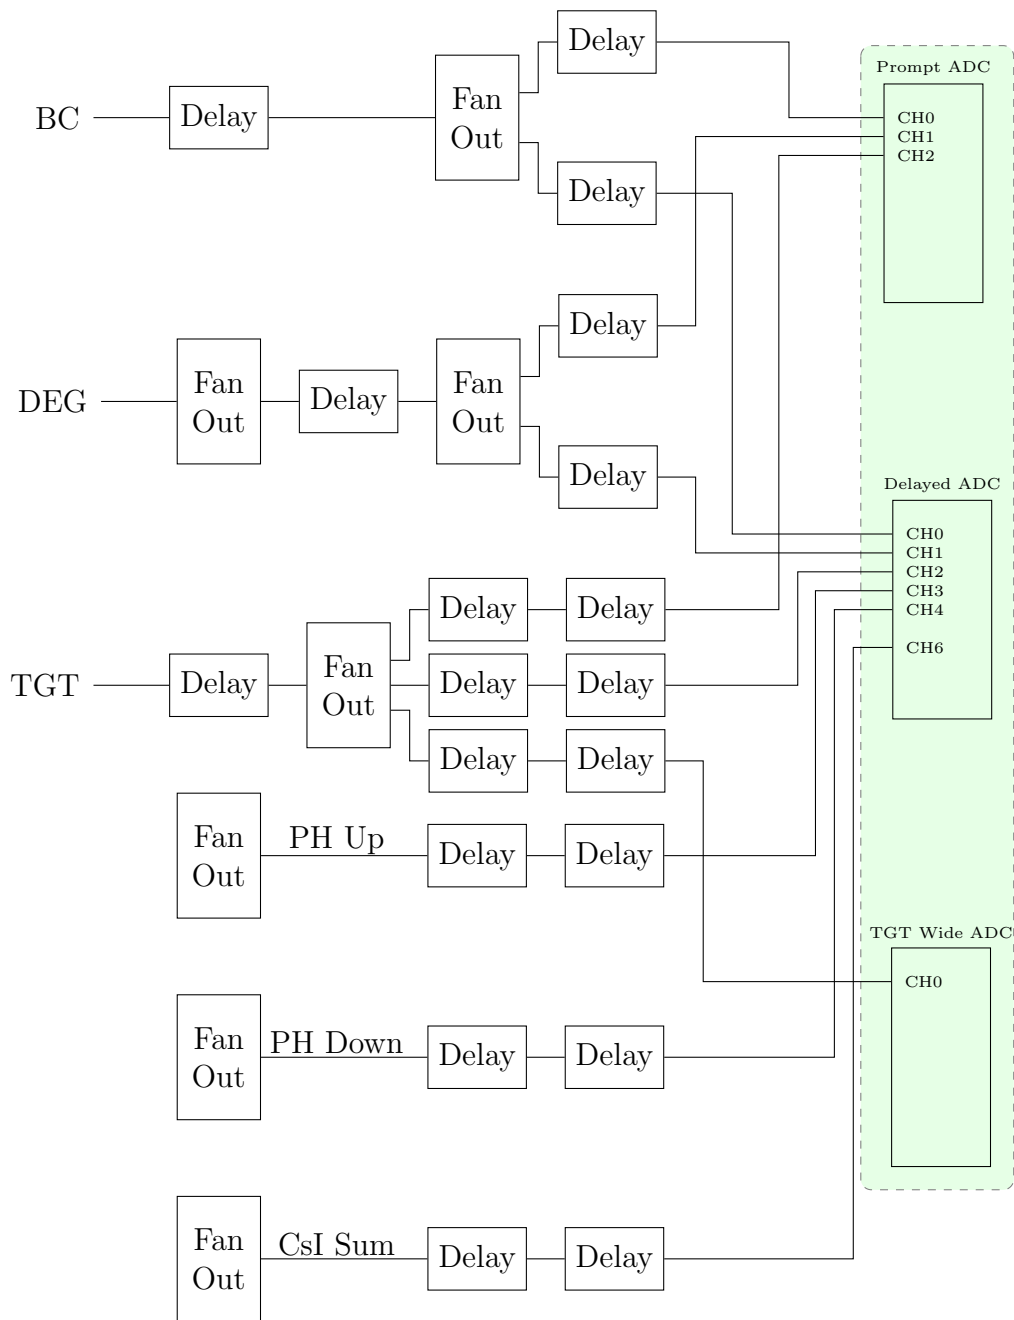 Delay
Prompt ADC
BC
Delay
Fan
Out
CH0
CH1
CH2
Delay
Delay
DEG
Fan
Out
Delay
Fan
Out
Delay
Delayed ADC
CH0
CH1
CH2
CH3
CH4
CH6
Delay
Delay
TGT
Delay
Fan
Out
Delay
Delay
Delay
Delay
Fan
Out
PH Up
Delay
Delay
TGT Wide ADC
CH0
Fan
Out
PH Down
Delay
Delay
Fan
Out
CsI Sum
Delay
Delay